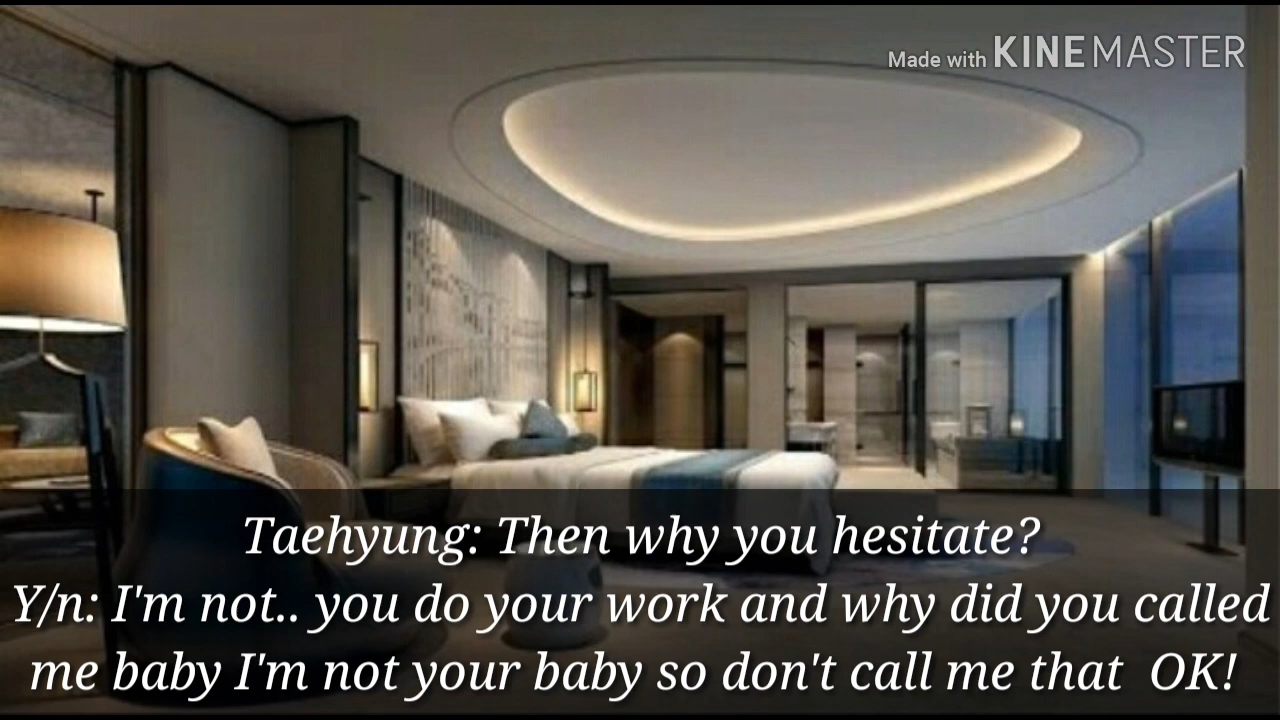 Made with KINEMASTER
Taehyung: Then why you hesitate?
Y/n: I'm not.. you do your work and why did you called
me baby I'm not your baby so don't call me that  OK!